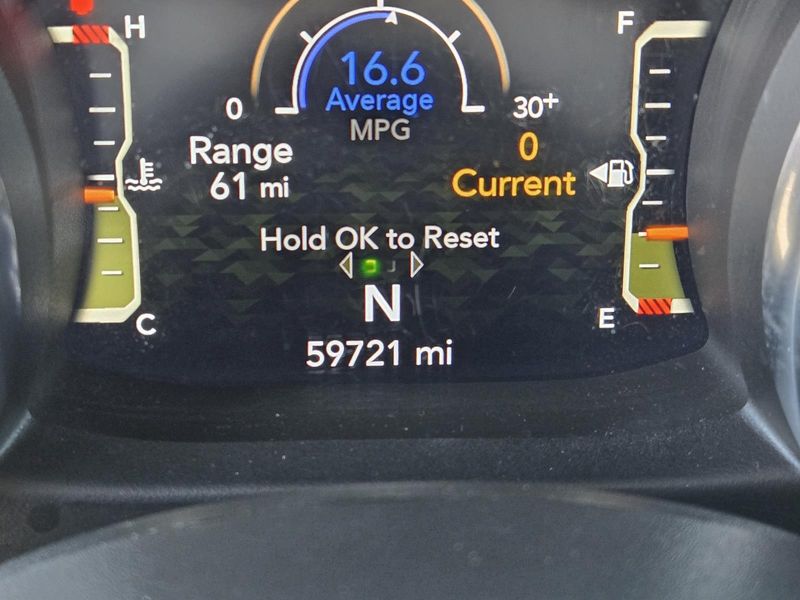 H
F
16.6
Average
0
30+
MPG
Range
0
61 mi
Current
Hold OK to Reset
N
C
E
59721 mi